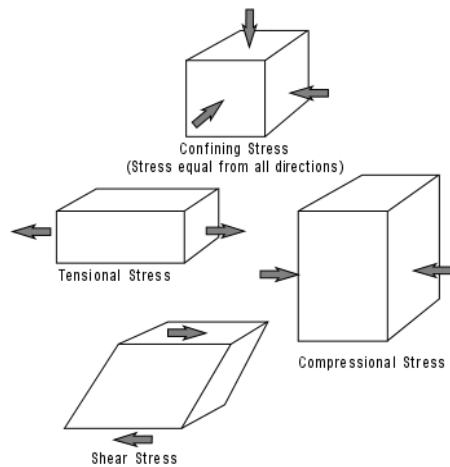 Confining Stress
(Stress equal from all directions)
Tensional Stress
Compressional Stress
Shear Stress